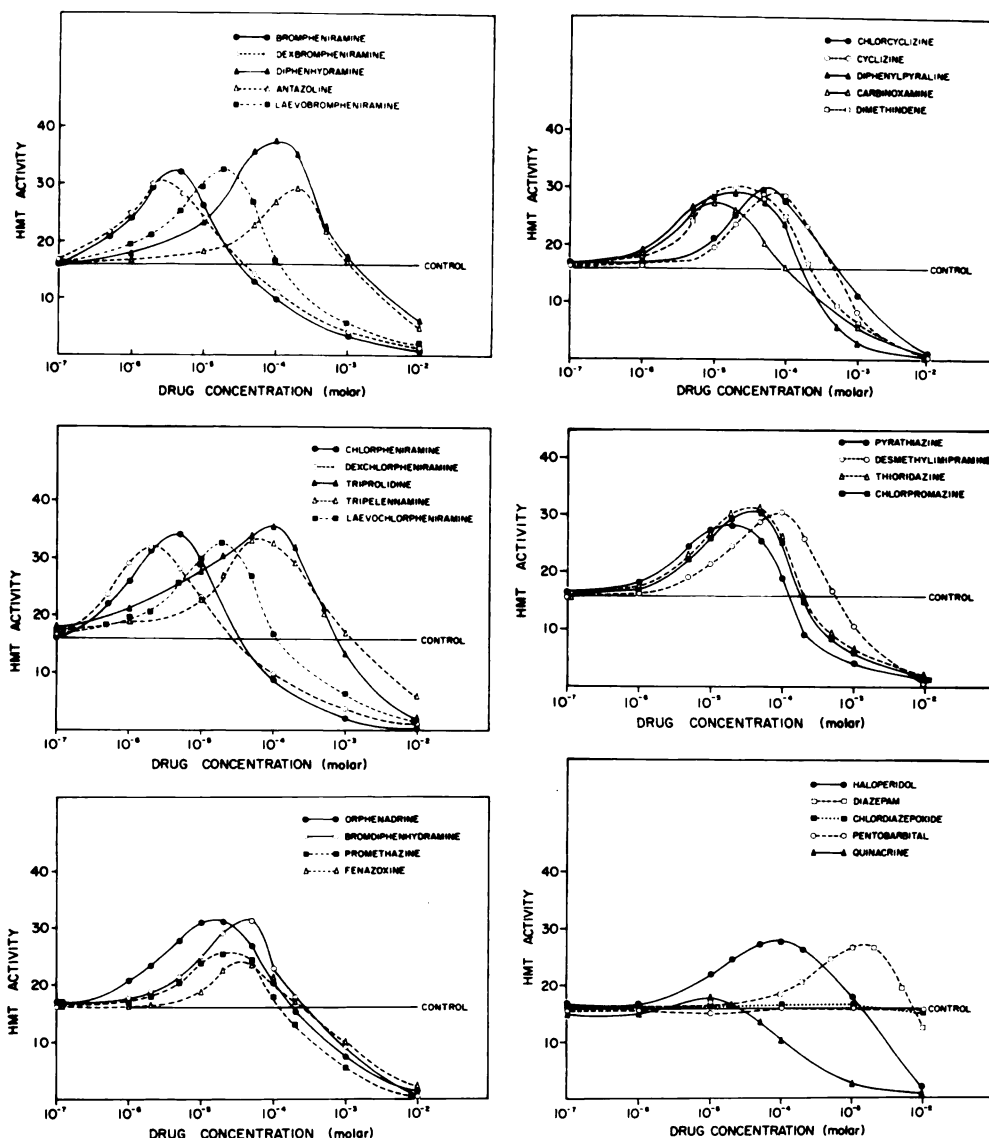 BROMPHENIRAMINE
DEXBROMPHENIRAMINE
DIPHENHYDRAMINE
ANTAZOLINE
LAEVOBROMPHENIRAMINE
HMT ACTIVITY
40
30
20
10
CONTROL
10⁻⁷ 10⁻⁶ 10⁻⁵ 10⁻⁴ 10⁻³ 10⁻²
DRUG CONCENTRATION (molar)
CHLORCYCLIZINE
CYCLIZINE
DIPHENYLPYRALINE
CARBINOXAMINE
DIMETHINDENE
HMT ACTIVITY
40
30
20
10
CONTROL
10⁻⁷ 10⁻⁶ 10⁻⁵ 10⁻⁴ 10⁻³ 10⁻²
DRUG CONCENTRATION (molar)
CHLORPHENIRAMINE
DEXCHLORPHENIRAMINE
TRIPROLIDINE
TRIPELENNAMINE
LAEVOCHLORPHENIRAMINE
HMT ACTIVITY
40
30
20
10
CONTROL
10⁻⁷ 10⁻⁶ 10⁻⁵ 10⁻⁴ 10⁻³ 10⁻²
DRUG CONCENTRATION (molar)
PYRATHIAZINE
DESMETHYLIMIPRAMINE
THIORIDAZINE
CHLORPROMAZINE
HMT ACTIVITY
40
30
20
10
CONTROL
10⁻⁷ 10⁻⁶ 10⁻⁵ 10⁻⁴ 10⁻³ 10⁻²
DRUG CONCENTRATION (molar)
ORPHENADRINE
BROMDIPHENHYDRAMINE
PROMETHAZINE
FENAZOXINE
HMT ACTIVITY
40
30
20
10
CONTROL
10⁻⁷ 10⁻⁶ 10⁻⁵ 10⁻⁴ 10⁻³ 10⁻²
DRUG CONCENTRATION (molar)
HALOPERIDOL
DIAZEPAM
CHLORDIAZEPOXIDE
PENTOBARBITAL
QUINACRINE
HMT ACTIVITY
40
30
20
10
CONTROL
10⁻⁷ 10⁻⁶ 10⁻⁵ 10⁻⁴ 10⁻³ 10⁻²
DRUG CONCENTRATION (molar)